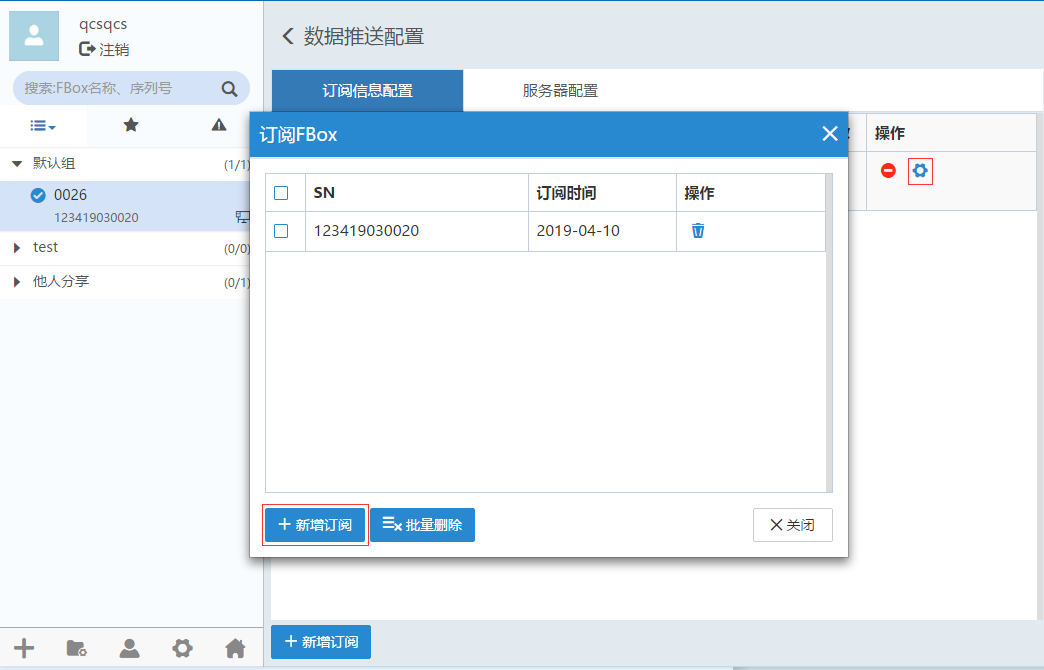 qcsqcs
注销
搜索:FBox名称、序列号
默认组 (1/1)
0026
123419030020
test (0/0)
他人分享 (0/1)
数据推送配置
订阅信息配置 服务器配置
操作
订阅FBox
SN 订阅时间 操作
123419030020 2019-04-10
新增订阅 批量删除 关闭
新增订阅